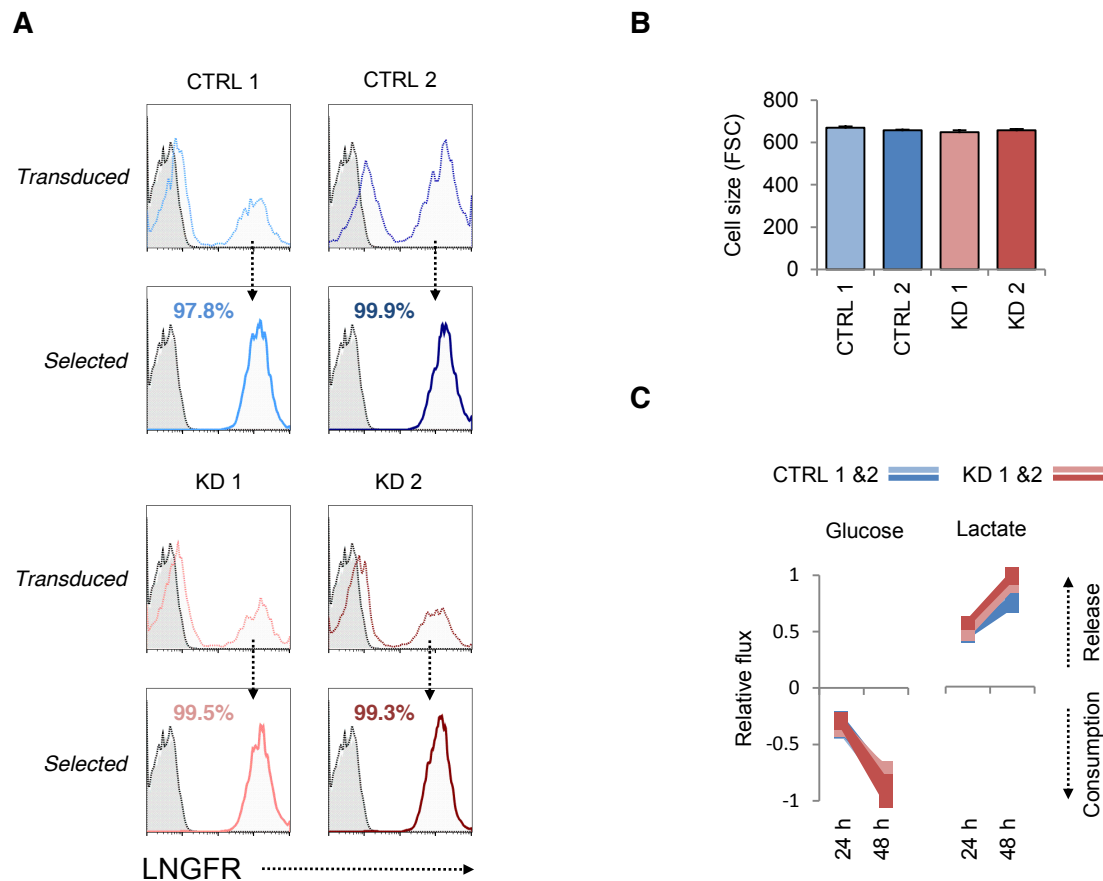 A
CTRL 1
CTRL 2
Transduced
97.8%
99.9%
Selected
KD 1
KD 2
Transduced
99.5%
99.3%
Selected
LNGFR
B
Cell size (FSC)
800
600
400
200
0
CTRL 1
CTRL 2
KD 1
KD 2
C
CTRL 1 &2
KD 1 &2
Glucose
Lactate
Relative flux
1
0.5
0
-0.5
-1
Release
Consumption
24 h
48 h
24 h
48 h